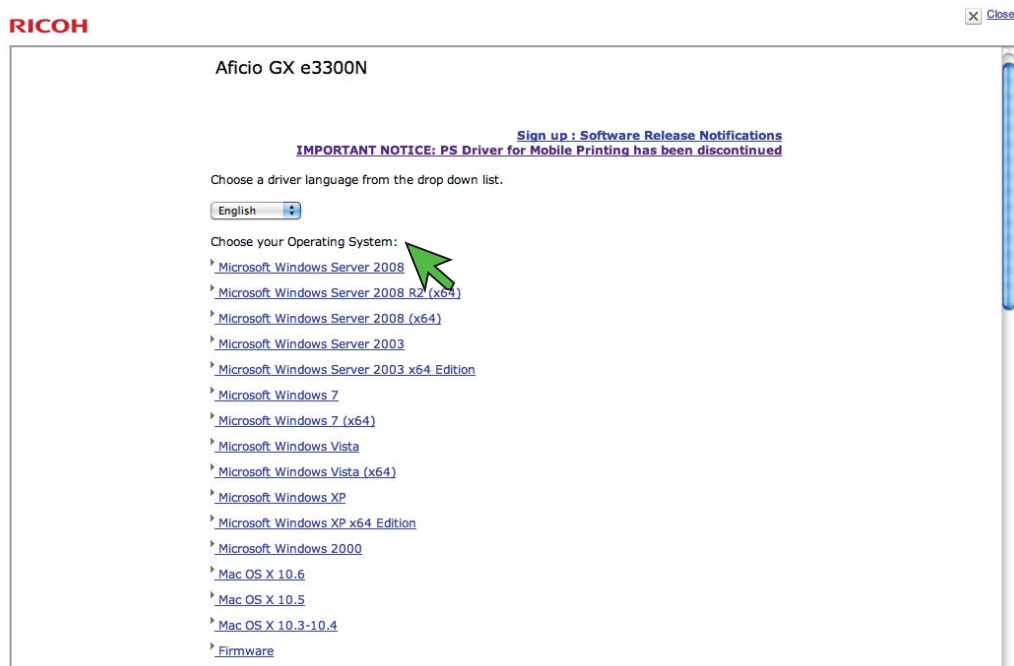 Close
RICOH
Aficio GX e3300N
Sign up : Software Release Notifications
IMPORTANT NOTICE: PS Driver for Mobile Printing has been discontinued
Choose a driver language from the drop down list.
English
Choose your Operating System:
Microsoft Windows Server 2008
Microsoft Windows Server 2008 R2 (x64)
Microsoft Windows Server 2008 (x64)
Microsoft Windows Server 2003
Microsoft Windows Server 2003 x64 Edition
Microsoft Windows 7
Microsoft Windows 7 (x64)
Microsoft Windows Vista
Microsoft Windows Vista (x64)
Microsoft Windows XP
Microsoft Windows XP x64 Edition
Microsoft Windows 2000
Mac OS X 10.6
Mac OS X 10.5
Mac OS X 10.3-10.4
Firmware